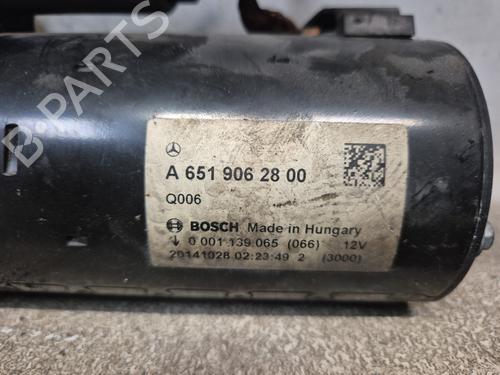 A 651 906 28 00
Q006
BOSCH Made in Hungary
0 001 139 065 (066) 12V
20141028 02:23:49 2 (3000)
B-PARTS